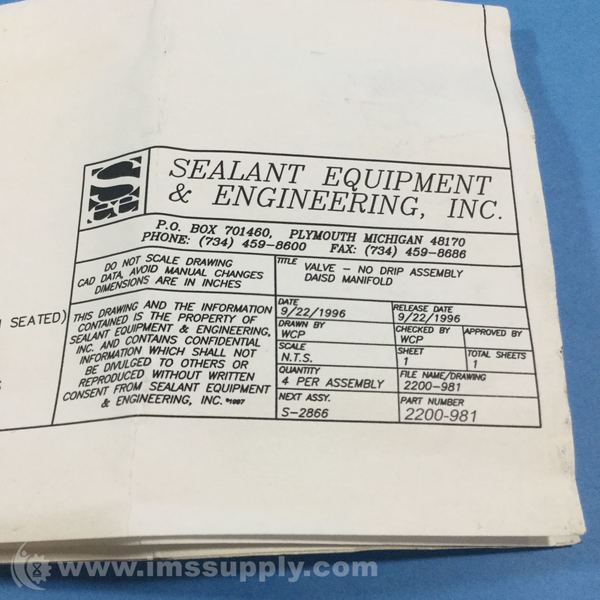 SEALANT EQUIPMENT
& ENGINEERING, INC.
P.O. BOX 701460, PLYMOUTH MICHIGAN 48170
PHONE: (734) 459-8600 FAX: (734) 459-8686
DO NOT SCALE DRAWING
CAD DATA, AVOID MANUAL CHANGES
DIMENSIONS ARE IN INCHES
TITLE VALVE - NO DRIP ASSEMBLY
DAISD MANIFOLD
SEATED)
THIS DRAWING AND THE INFORMATION
CONTAINED IS THE PROPERTY OF
SEALANT EQUIPMENT & ENGINEERING,
INC. AND CONTAINS CONFIDENTIAL
INFORMATION WHICH SHALL NOT
BE DIVULGED TO OTHERS OR
REPRODUCED WITHOUT WRITTEN
CONSENT FROM SEALANT EQUIPMENT
& ENGINEERING, INC. ©1997
DATE
9/22/1996
RELEASE DATE
9/22/1996
DRAWN BY
WCP
CHECKED BY
WCP
APPROVED BY
SCALE
N.T.S.
SHEET
1
TOTAL SHEETS
1
QUANTITY
4 PER ASSEMBLY
FILE NAME/DRAWING
2200-981
NEXT ASSY.
S-2866
PART NUMBER
2200-981
www.imssupply.com